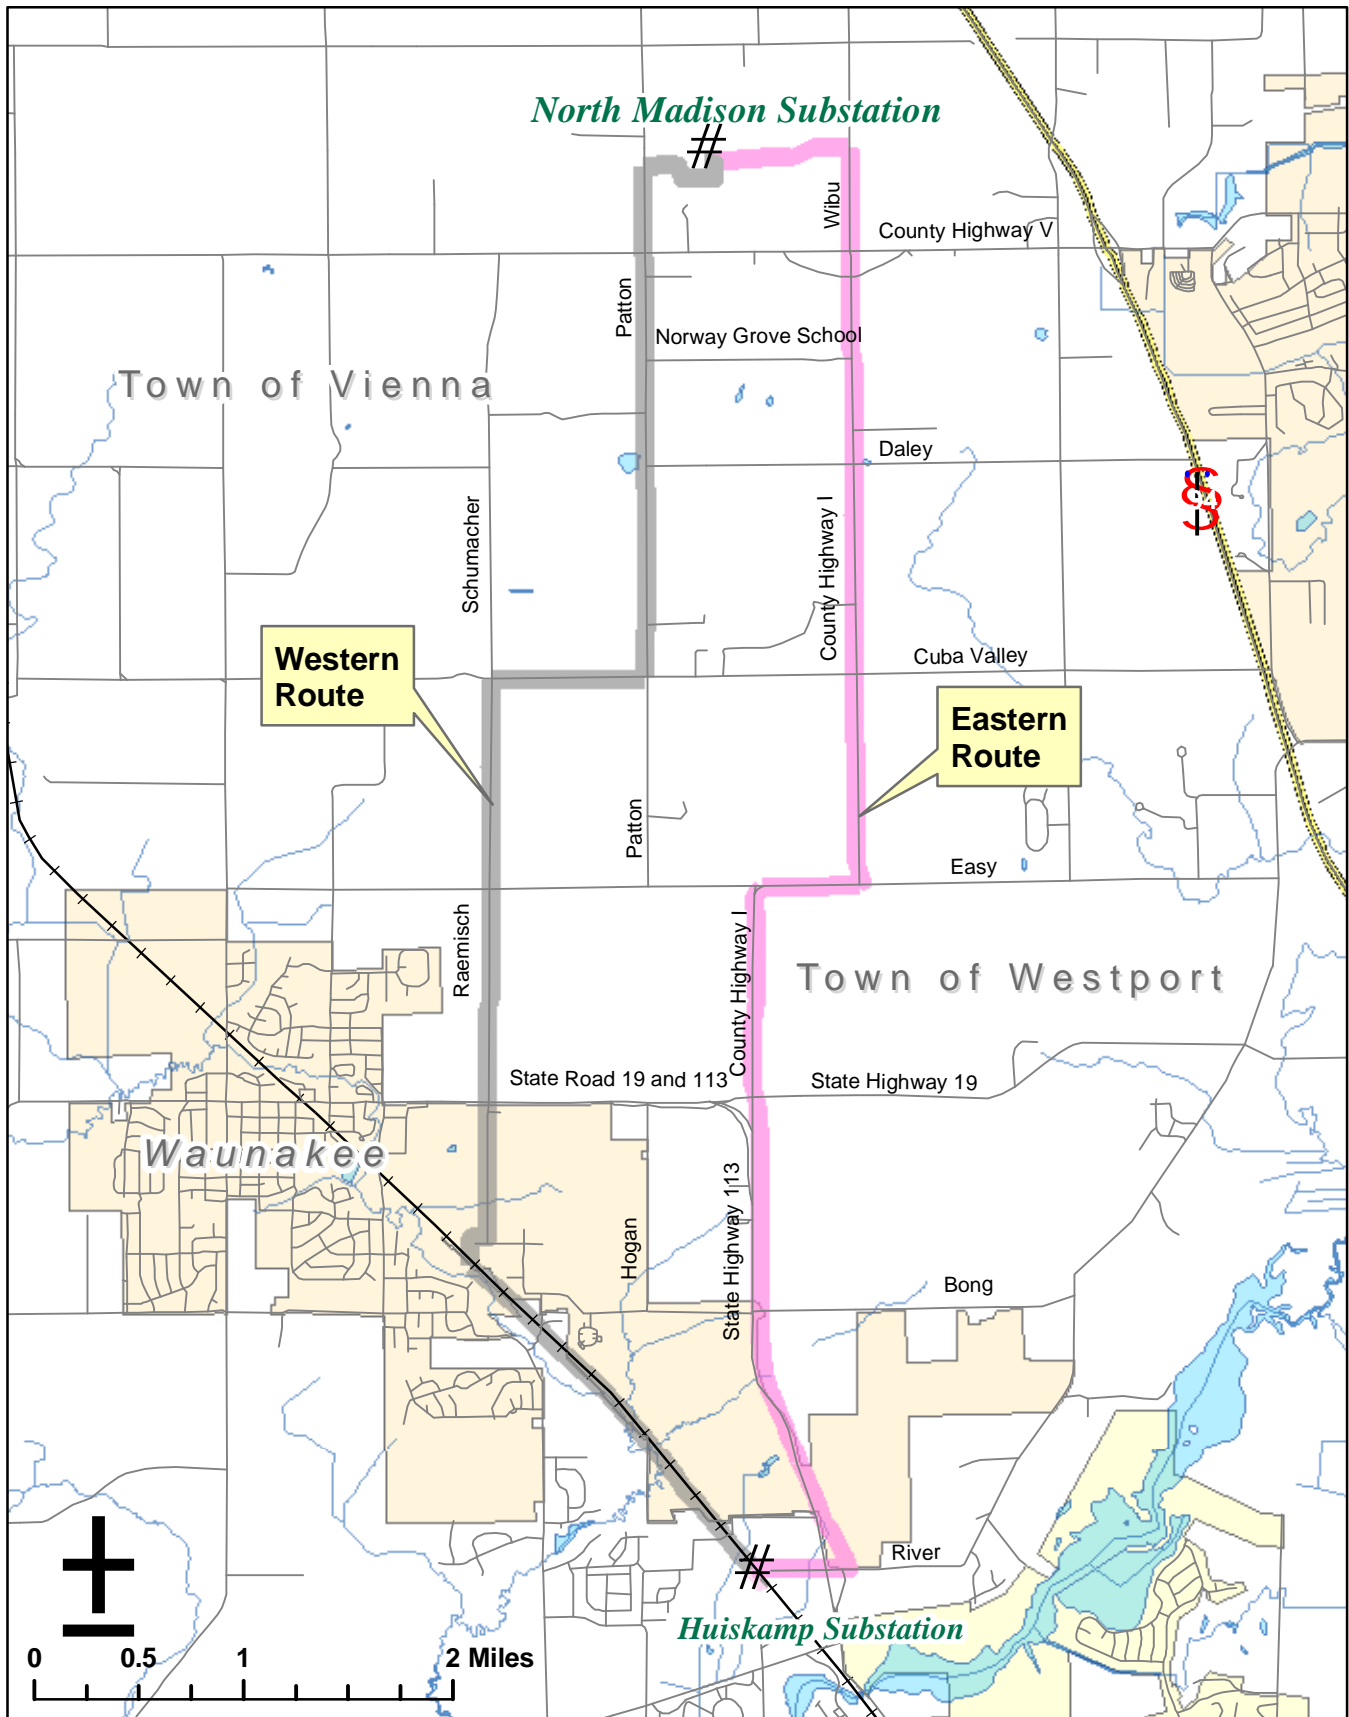 North Madison Substation
Wibu
County Highway V
Patton
Norway Grove School
Town of Vienna
Daley
Schumacher
County Highway I
Western
Route
Cuba Valley
Eastern
Route
Patton
Easy
Raemisch
County Highway I
Town of Westport
State Road 19 and 113
State Highway 19
Waunakee
State Highway 113
Hogan
Bong
River
Huiskamp Substation
0 0.5 1 2 Miles